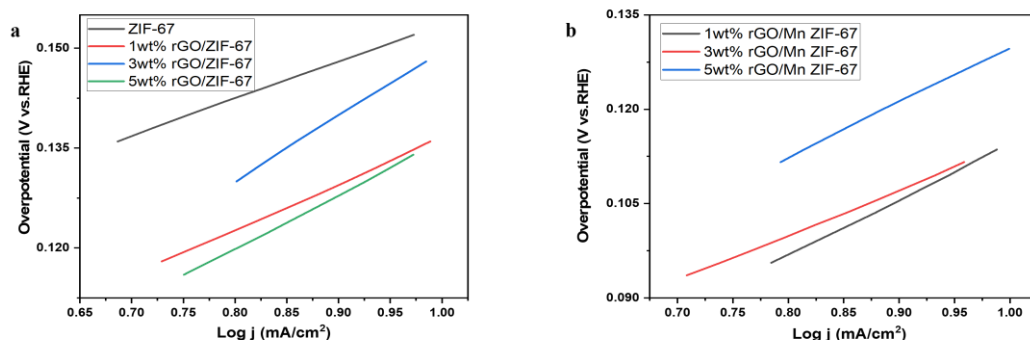 a
ZIF-67
1wt% rGO/ZIF-67
3wt% rGO/ZIF-67
5wt% rGO/ZIF-67
Overpotential (V vs.RHE)
0.150
0.135
0.120
0.65 0.70 0.75 0.80 0.85 0.90 0.95 1.00
Log j (mA/cm²)
b
1wt% rGO/Mn ZIF-67
3wt% rGO/Mn ZIF-67
5wt% rGO/Mn ZIF-67
Overpotential (V vs.RHE)
0.135
0.120
0.105
0.090
0.70 0.75 0.80 0.85 0.90 0.95 1.00
Log j (mA/cm²)